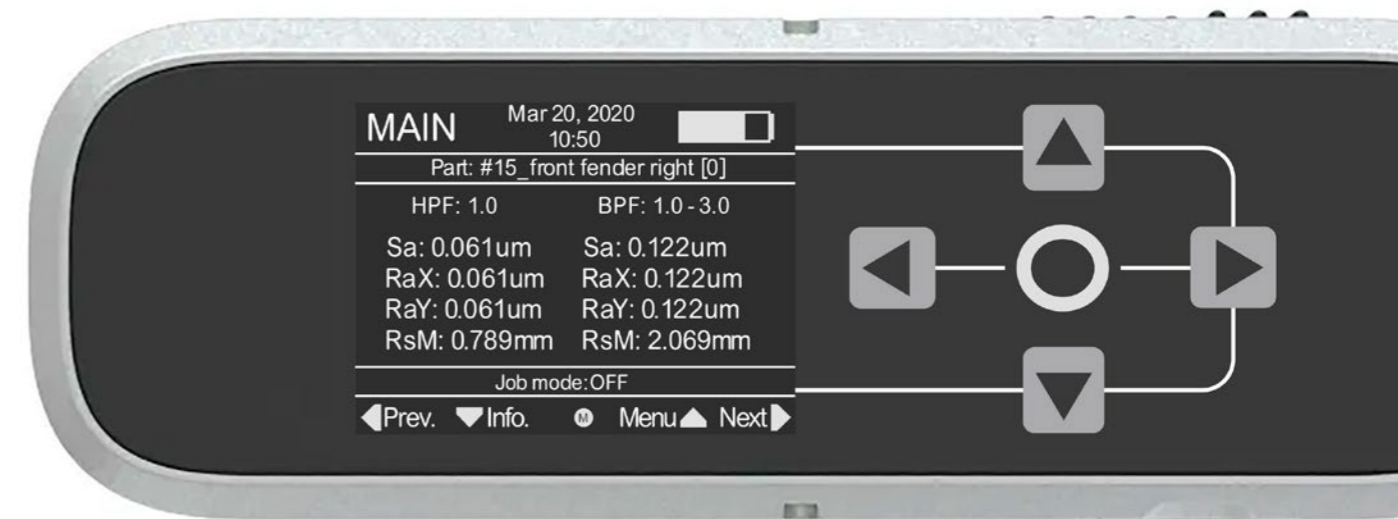 MAIN
Mar 20, 2020
10:50
Part: #15_front fender right [0]
HPF: 1.0 BPF: 1.0 - 3.0
Sa: 0.061um Sa: 0.122um
RaX: 0.061um RaX: 0.122um
RaY: 0.061um RaY: 0.122um
RsM: 0.789mm RsM: 2.069mm
Job mode:OFF
Prev. Info. M Menu Next